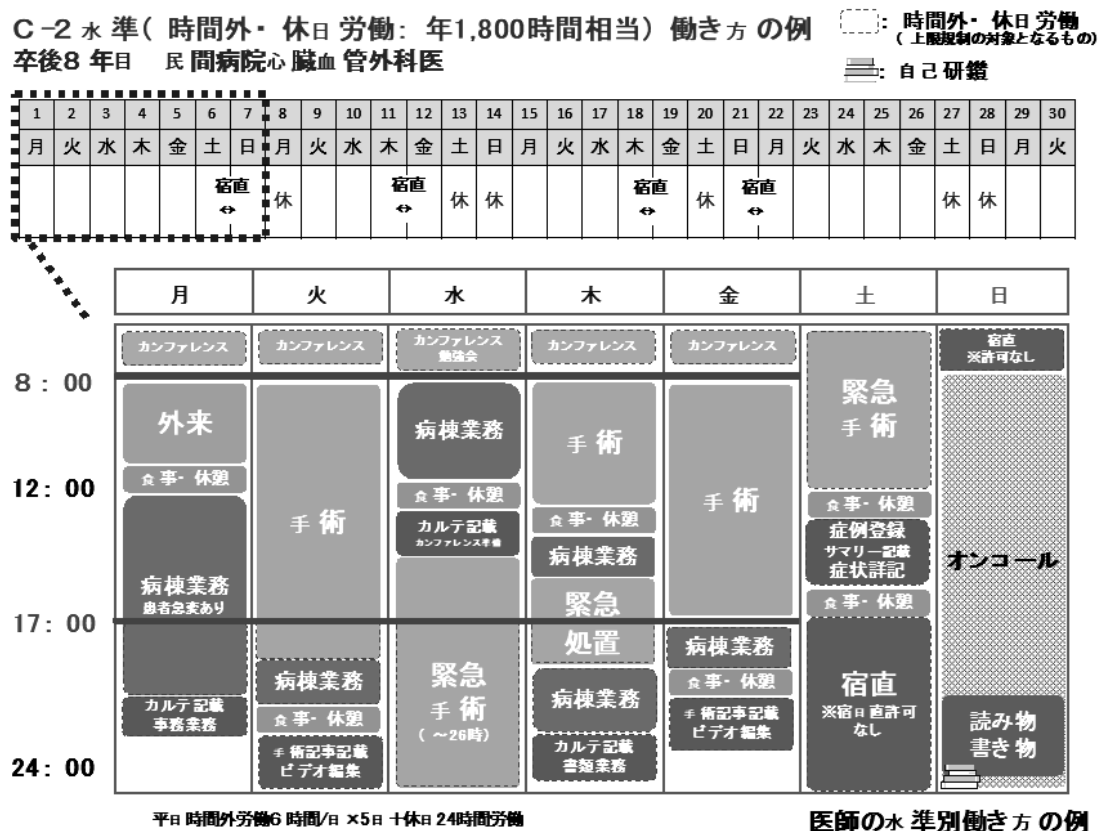 C-2水準(時間外・休日労働: 年1,800時間相当)働き方の例
卒後8年目 民間病院心臓血管外科医
: 時間外・休日労働
(上限規制の対象となるもの)
: 自己研鑽
1 2 3 4 5 6 7 8 9 10 11 12 13 14 15 16 17 18 19 20 21 22 23 24 25 26 27 28 29 30
月 火 水 木 金 土 日 月 火 水 木 金 土 日 月 火 水 木 金 土 日 月 火 水 木 金 土 日 月 火
宿直 休 宿直 休 休 宿直 休 宿直 休 休
月 火 水 木 金 土 日
8:00
12:00
17:00
24:00
カンファレンス
外来
食事・休憩
病棟業務
患者急変あり
カルテ記載
事務業務
カンファレンス
手術
病棟業務
食事・休憩
手術記事記載
ビデオ編集
カンファレンス
勉強会
病棟業務
食事・休憩
カルテ記載
カンファレンス準備
緊急
手術
(~26時)
カンファレンス
手術
食事・休憩
病棟業務
緊急
処置
病棟業務
カルテ記載
書類業務
カンファレンス
手術
病棟業務
食事・休憩
手術記事記載
ビデオ編集
緊急
手術
食事・休憩
症例登録
サマリー記載
症状詳記
食事・休憩
宿直
※宿日直許可
なし
宿直
※許可なし
オンコール
読み物
書き物
平日時間外労働6時間/日×5日+休日24時間労働
医師の水準別働き方の例